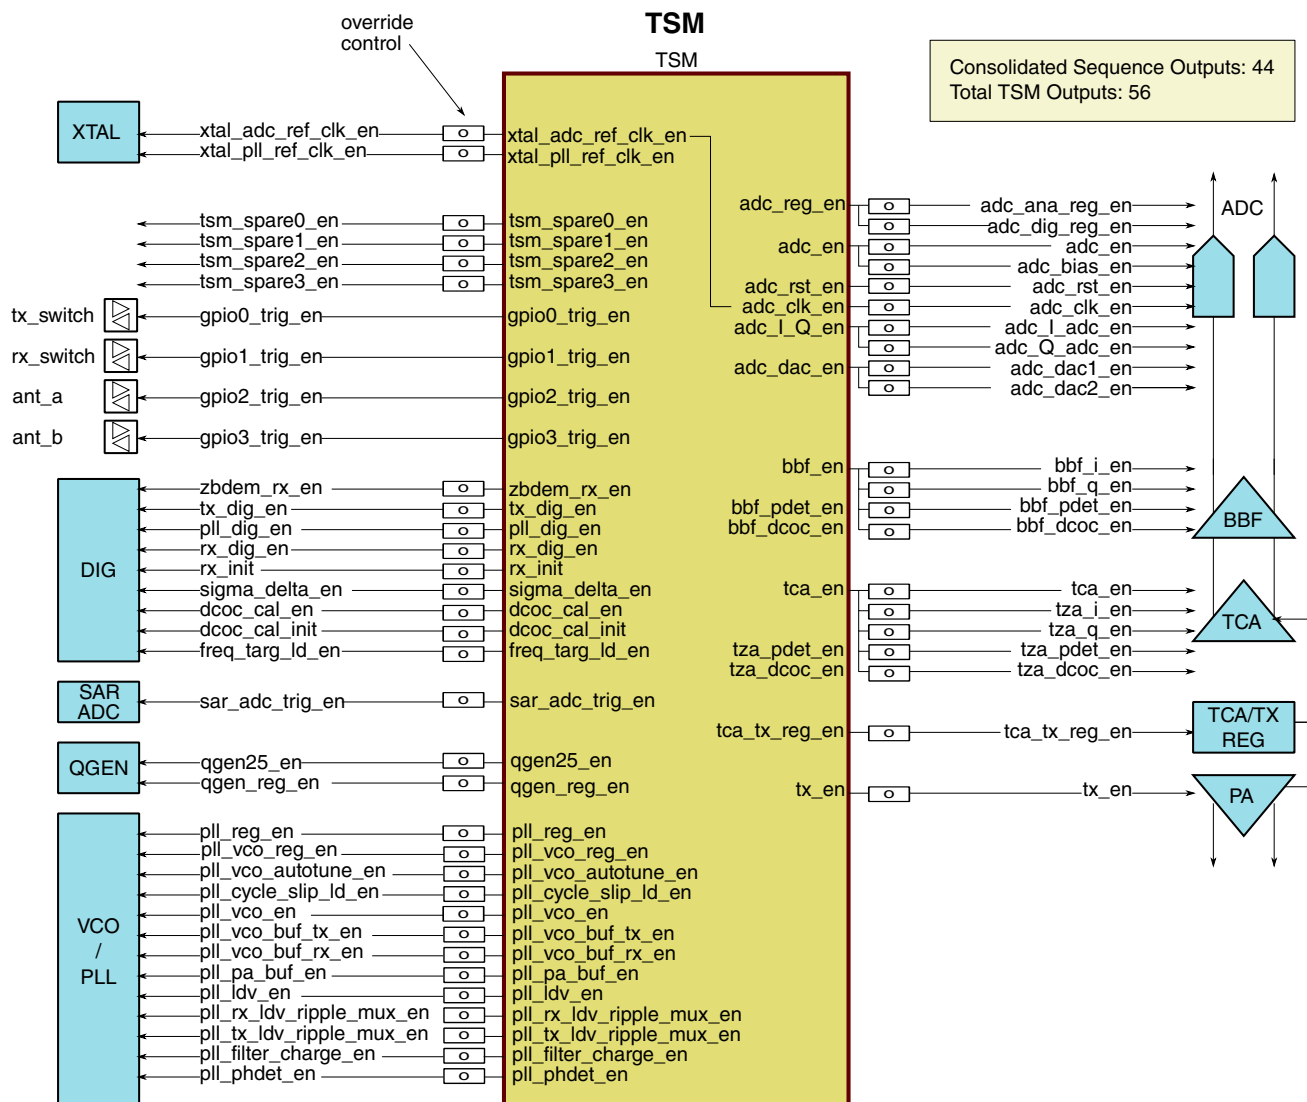 override
control
TSM
TSM
Consolidated Sequence Outputs: 44
Total TSM Outputs: 56
XTAL
xtal_adc_ref_clk_en
o
xtal_adc_ref_clk_en
xtal_pll_ref_clk_en
o
xtal_pll_ref_clk_en
tsm_spare0_en
o
tsm_spare0_en
tsm_spare1_en
o
tsm_spare1_en
tsm_spare2_en
o
tsm_spare2_en
tsm_spare3_en
o
tsm_spare3_en
tx_switch
gpio0_trig_en
gpio0_trig_en
rx_switch
gpio1_trig_en
gpio1_trig_en
ant_a
gpio2_trig_en
gpio2_trig_en
ant_b
gpio3_trig_en
gpio3_trig_en
DIG
zbdem_rx_en
o
zbdem_rx_en
tx_dig_en
o
tx_dig_en
pll_dig_en
o
pll_dig_en
rx_dig_en
o
rx_dig_en
rx_init
o
rx_init
sigma_delta_en
o
sigma_delta_en
dcoc_cal_en
o
dcoc_cal_en
dcoc_cal_init
o
dcoc_cal_init
freq_targ_ld_en
o
freq_targ_ld_en
SAR
ADC
sar_adc_trig_en
o
sar_adc_trig_en
QGEN
qgen25_en
o
qgen25_en
qgen_reg_en
o
qgen_reg_en
VCO
/
PLL
pll_reg_en
o
pll_reg_en
pll_vco_reg_en
o
pll_vco_reg_en
pll_vco_autotune_en
o
pll_vco_autotune_en
pll_cycle_slip_ld_en
o
pll_cycle_slip_ld_en
pll_vco_en
o
pll_vco_en
pll_vco_buf_tx_en
o
pll_vco_buf_tx_en
pll_vco_buf_rx_en
o
pll_vco_buf_rx_en
pll_pa_buf_en
o
pll_pa_buf_en
pll_ldv_en
o
pll_ldv_en
pll_rx_ldv_ripple_mux_en
o
pll_rx_ldv_ripple_mux_en
pll_tx_ldv_ripple_mux_en
o
pll_tx_ldv_ripple_mux_en
pll_filter_charge_en
o
pll_filter_charge_en
pll_phdet_en
o
pll_phdet_en
adc_reg_en
o
adc_ana_reg_en
o
adc_dig_reg_en
ADC
adc_en
o
adc_en
o
adc_bias_en
adc_rst_en
o
adc_rst_en
adc_clk_en
o
adc_clk_en
adc_I_Q_en
o
adc_I_adc_en
o
adc_Q_adc_en
adc_dac_en
o
adc_dac1_en
o
adc_dac2_en
bbf_en
o
bbf_i_en
o
bbf_q_en
bbf_pdet_en
o
bbf_pdet_en
bbf_dcoc_en
o
bbf_dcoc_en
BBF
tca_en
o
tca_en
o
tza_i_en
o
tza_q_en
tza_pdet_en
o
tza_pdet_en
tza_dcoc_en
o
tza_dcoc_en
TCA
tca_tx_reg_en
o
tca_tx_reg_en
TCA/TX
REG
tx_en
o
tx_en
PA